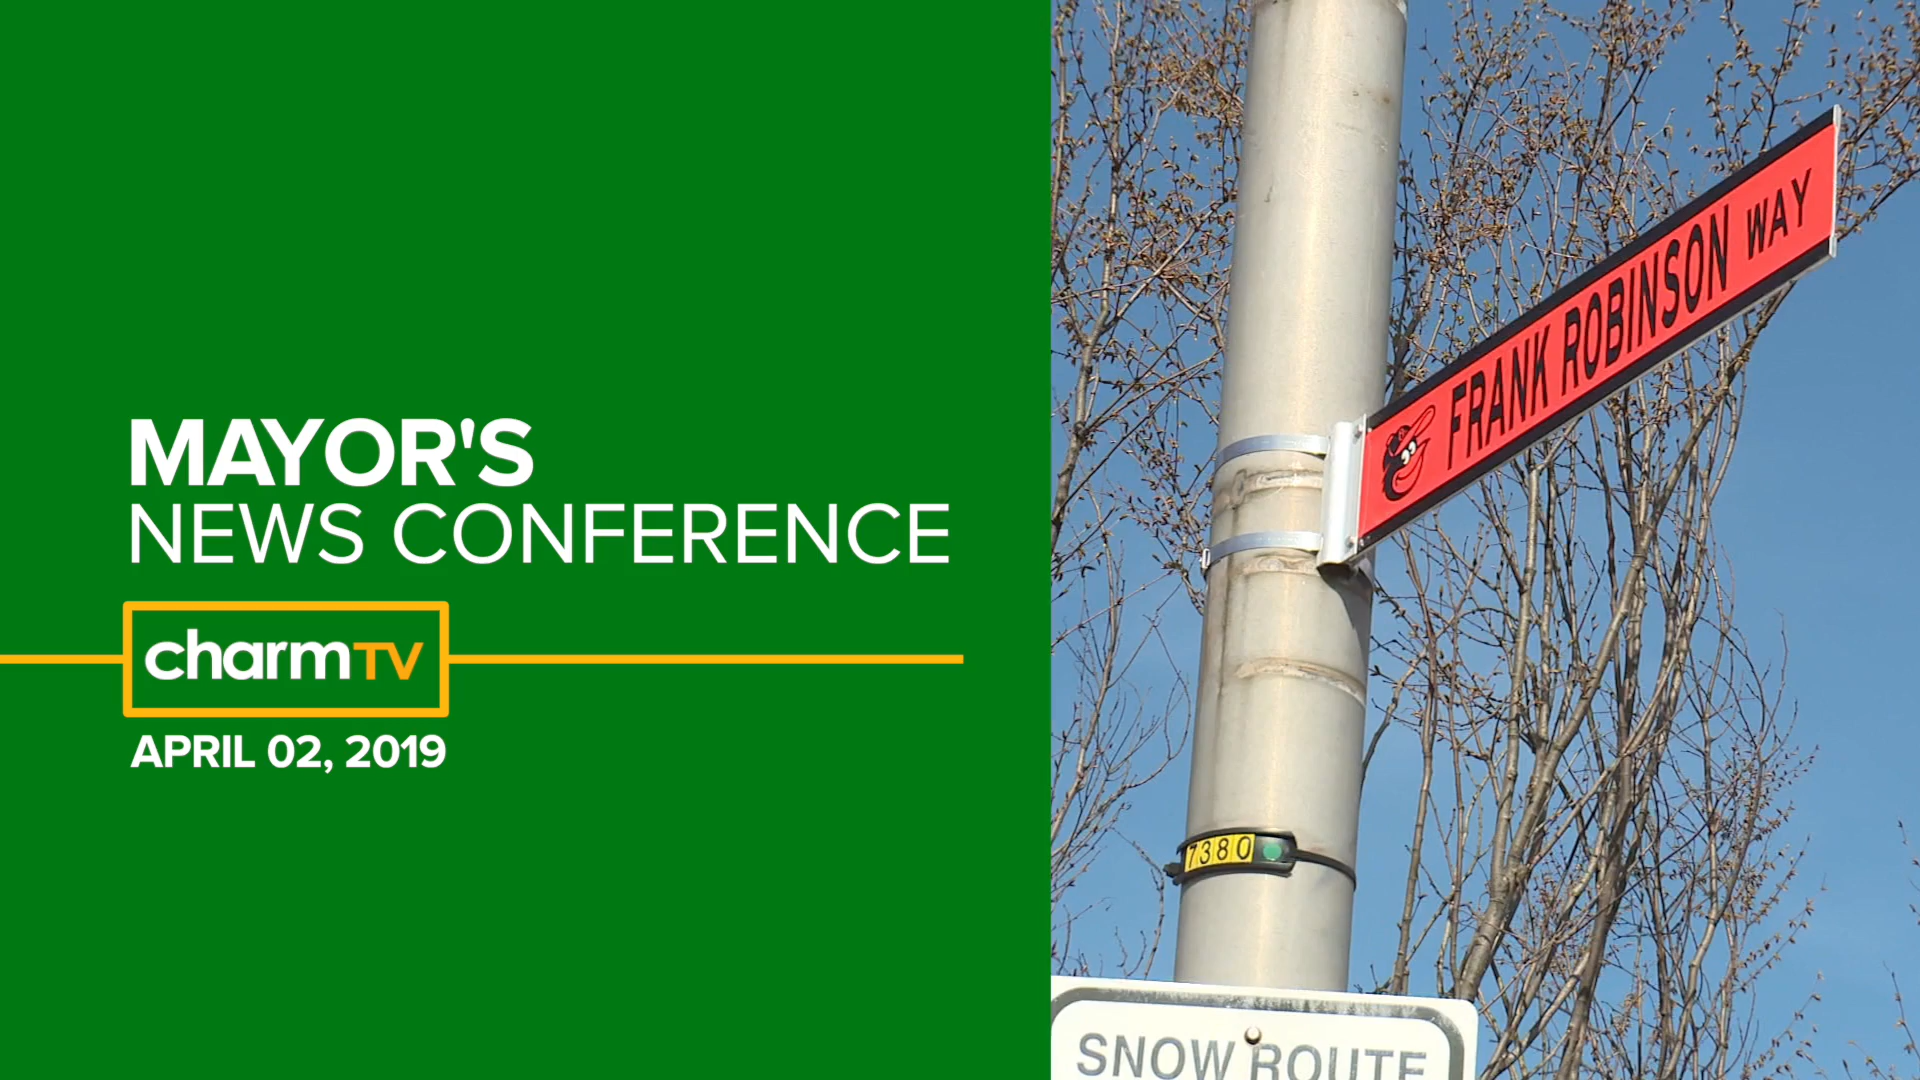 MAYOR'S
NEWS CONFERENCE
charmTV
APRIL 02, 2019
FRANK ROBINSON WAY
7380
SNOW ROUTE